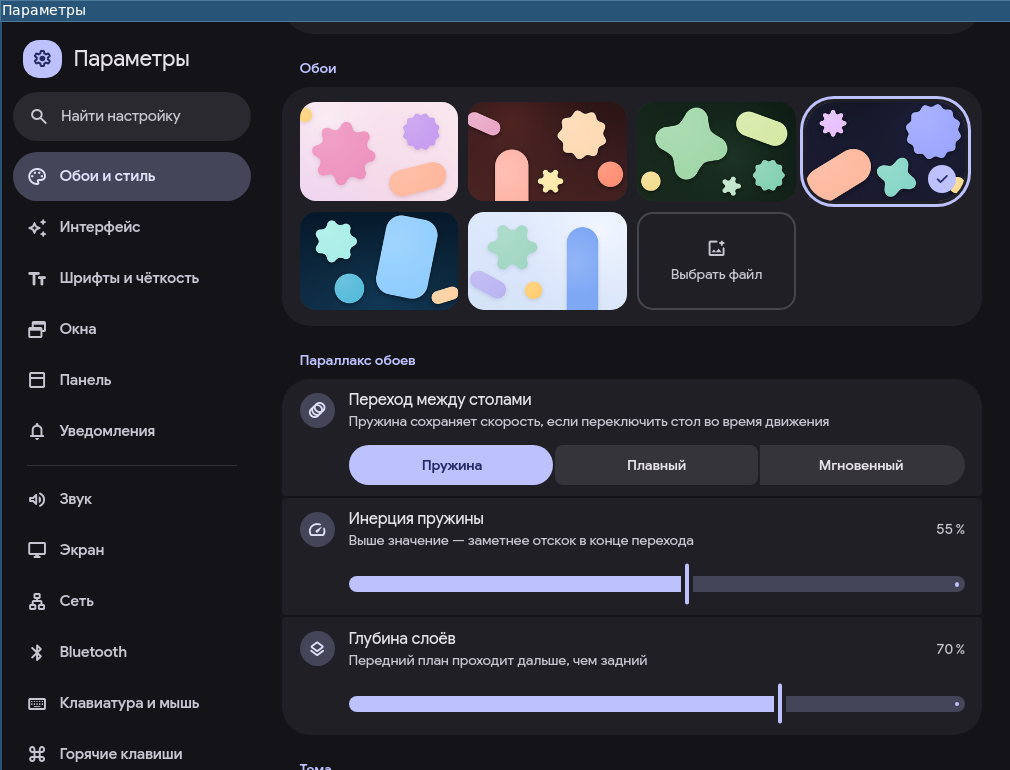 Параметры
Параметры
Найти настройку
Обои и стиль
Интерфейс
Шрифты и чёткость
Окна
Панель
Уведомления
Звук
Экран
Сеть
Bluetooth
Клавиатура и мышь
Горячие клавиши
Обои
Выбрать файл
Параллакс обоев
Переход между столами
Пружина сохраняет скорость, если переключить стол во время движения
Пружина
Плавный
Мгновенный
Инерция пружины
55 %
Выше значение — заметнее отскок в конце перехода
Глубина слоёв
70 %
Передний план проходит дальше, чем задний
Тема